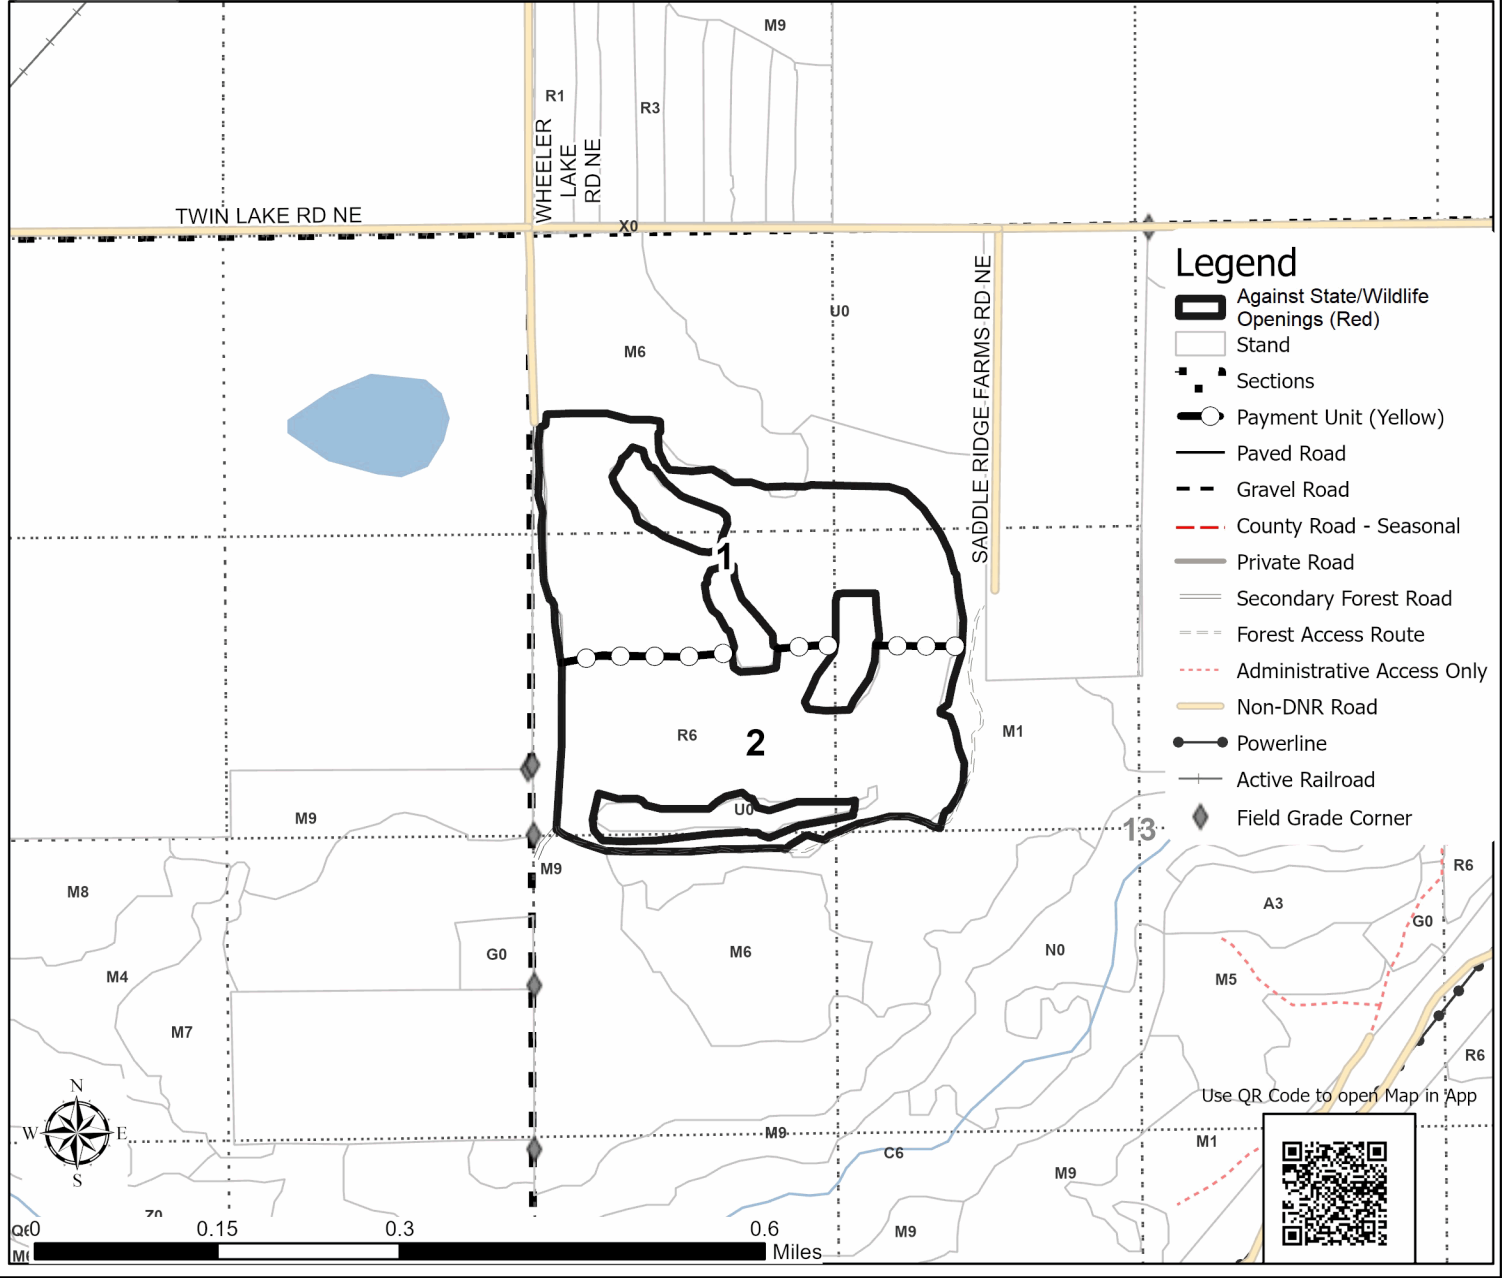 M9
R1
R3
WHEELER
LAKE
RD NE
TWIN LAKE RD NE
X0
U0
M6
SADDLE RIDGE FARMS RD NE
Legend
Against State/Wildlife
Openings (Red)
Stand
Sections
Payment Unit (Yellow)
Paved Road
Gravel Road
County Road - Seasonal
Private Road
Secondary Forest Road
Forest Access Route
Administrative Access Only
Non-DNR Road
Powerline
Active Railroad
Field Grade Corner
1
R6
2
M1
U0
M9
13
M9
R6
M8
A3
G0
G0
M6
N0
M4
M5
M7
R6
Use QR Code to open Map in App
N
W E
S
M9
M1
C6
M9
Z0
M9
0 0.15 0.3 0.6
Miles